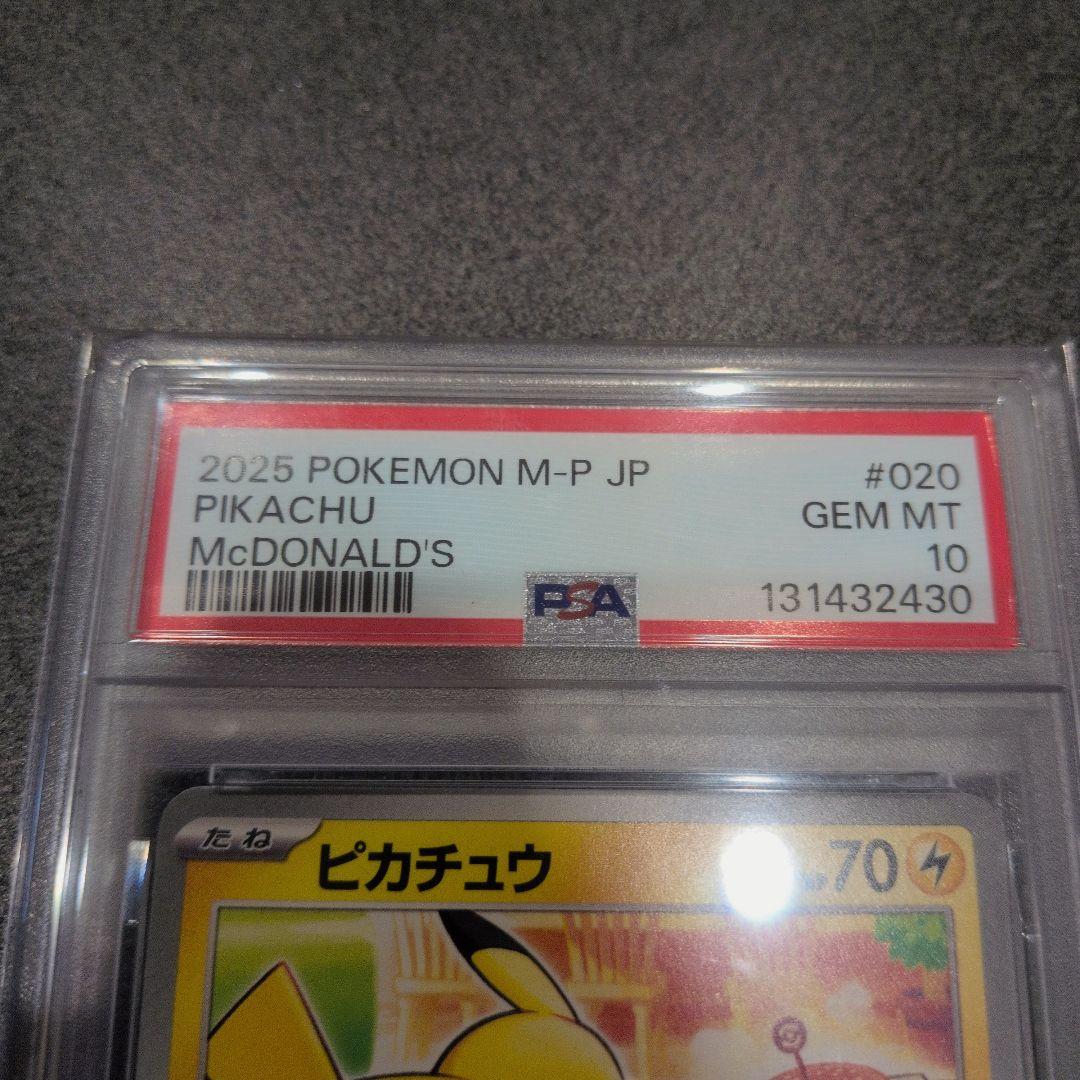 2025 POKEMON M-P JP #020
PIKACHU GEM MT
McDONALD'S 10
PSA 131432430
たね ピカチュウ 70